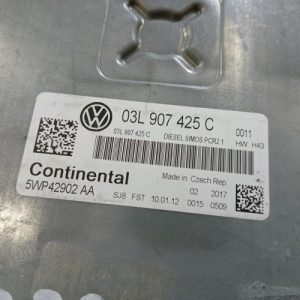 03L 907 425 C 0011
03L 907 425 C DIESEL SIMOS PCR2.1 HW: H43
Continental Made in Czech Rep.
5WP42902 AA 02 2017
SJ8 FST 10.01.12 0015 0509